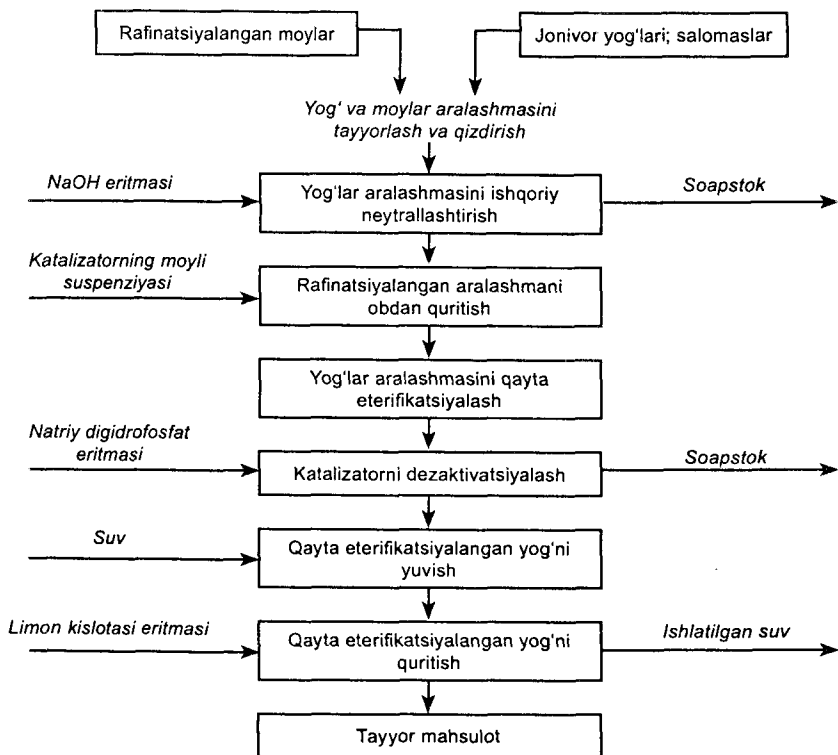 Rafinatsiyalangan moylar
Jonivor yog‘lari; salomaslar
Yog‘ va moylar aralashmasini
tayyorlash va qizdirish
NaOH eritmasi
Yog‘lar aralashmasini ishqoriy
neytrallashtirish
Soapstok
Katalizatorning moyli
suspenziyasi
Rafinatsiyalangan aralashmani
obdan quritish
Yog‘lar aralashmasini qayta
eterifikatsiyalash
Natriy digidrofosfat
eritmasi
Katalizatorni dezaktivatsiyalash
Soapstok
Suv
Qayta eterifikatsiyalangan yog‘ni
yuvish
Limon kislotasi eritmasi
Qayta eterifikatsiyalangan yog‘ni
quritish
Ishlatilgan suv
Tayyor mahsulot